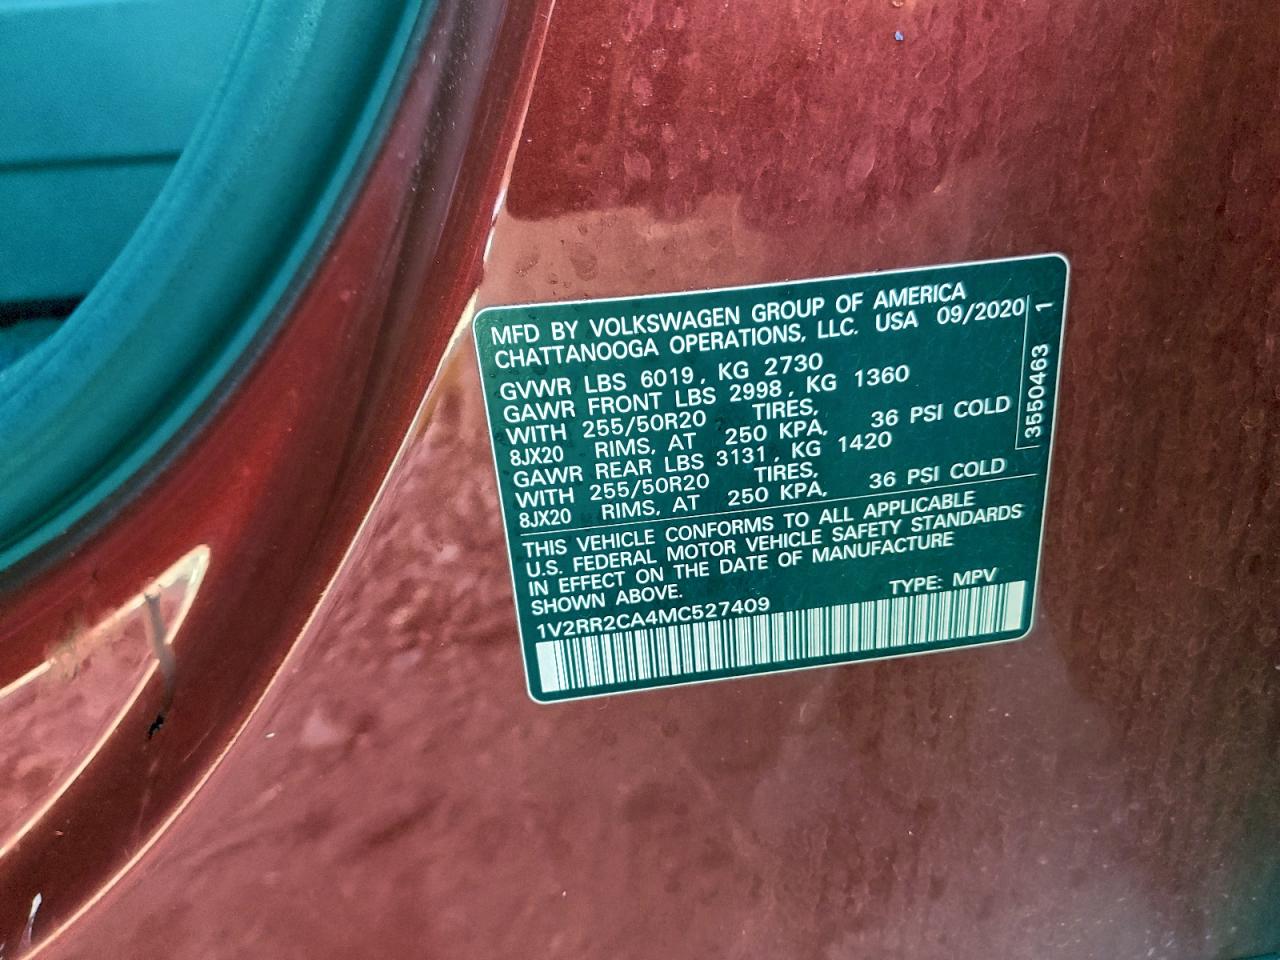 MFD BY VOLKSWAGEN GROUP OF AMERICA
CHATTANOOGA OPERATIONS, LLC. USA 09/2020
GVWR LBS 6019, KG 2730
GAWR FRONT LBS 2998, KG 1360
WITH 255/50R20 TIRES,
8JX20 RIMS, AT 250 KPA, 36 PSI COLD
GAWR REAR LBS 3131, KG 1420
WITH 255/50R20 TIRES,
8JX20 RIMS, AT 250 KPA, 36 PSI COLD
THIS VEHICLE CONFORMS TO ALL APPLICABLE
U.S. FEDERAL MOTOR VEHICLE SAFETY STANDARDS
IN EFFECT ON THE DATE OF MANUFACTURE
SHOWN ABOVE.
TYPE: MPV
1V2RR2CA4MC527409
3550463 1